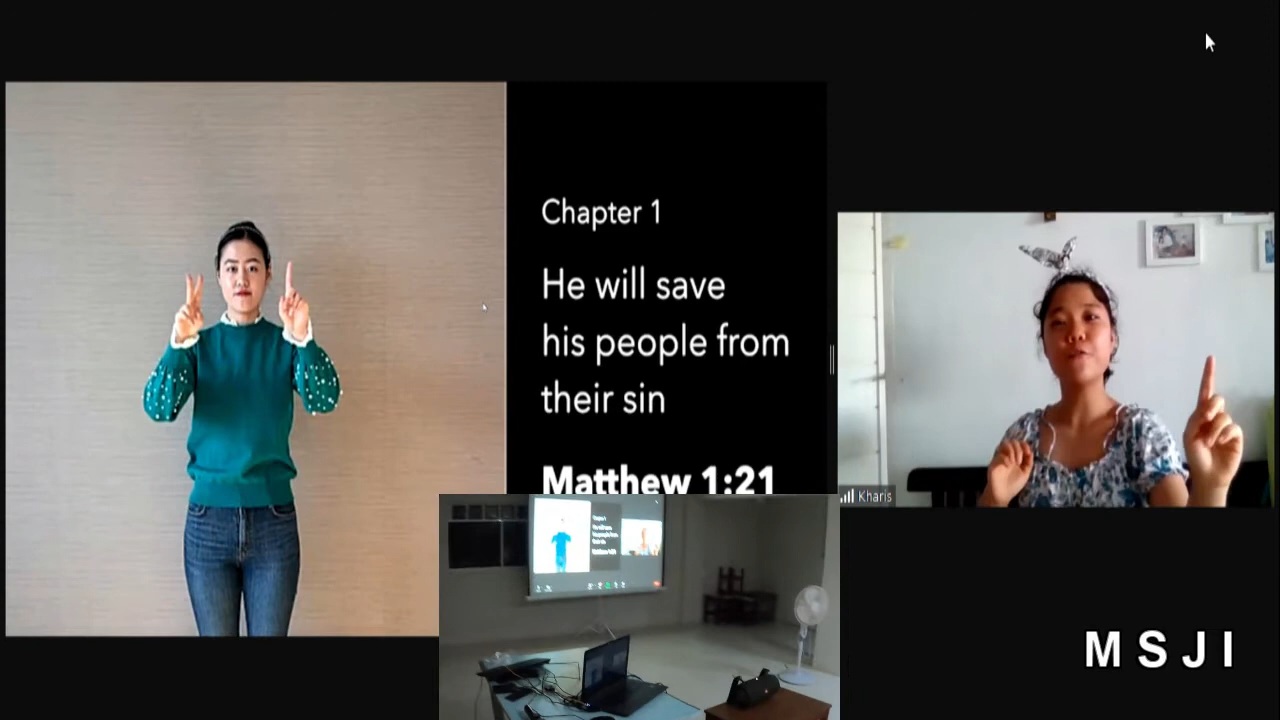 Chapter 1
He will save
his people from
their sin
Matthew 1:21
Kharis
MSJI